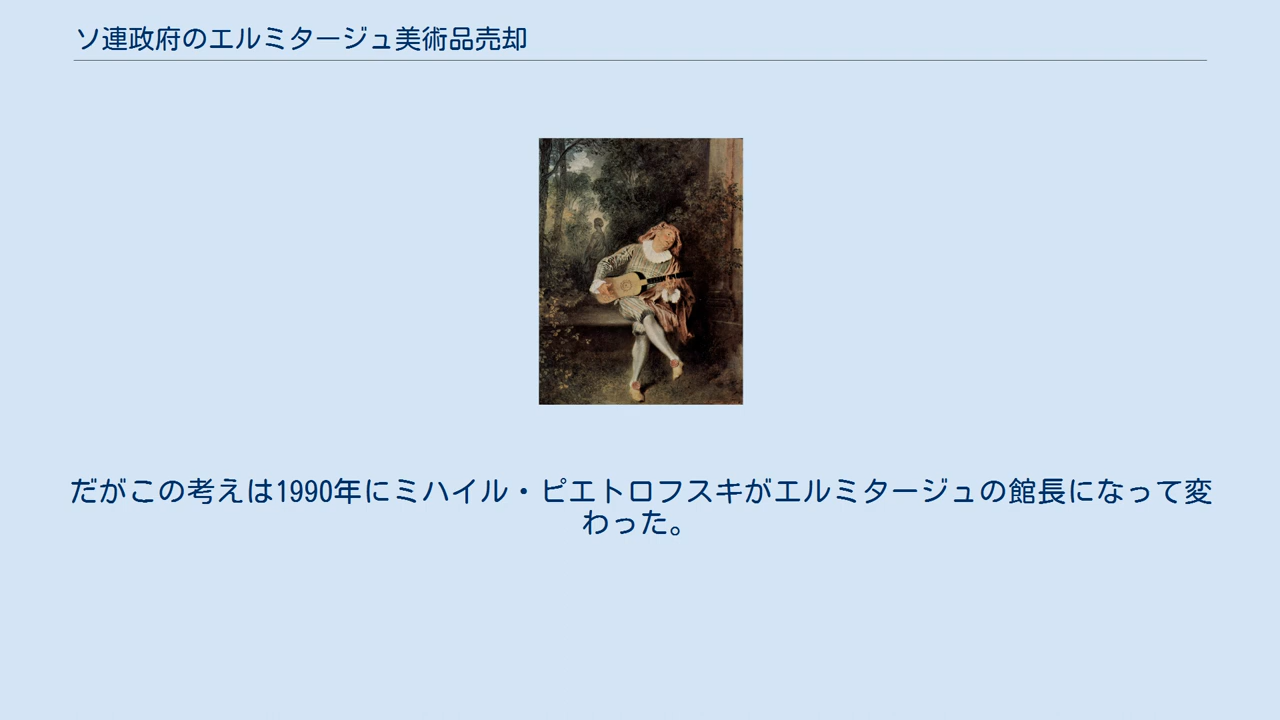 ソ連政府のエルミタージュ美術品売却
だがこの考えは1990年にミハイル・ピエトロフスキがエルミタージュの館長になって変
わった。